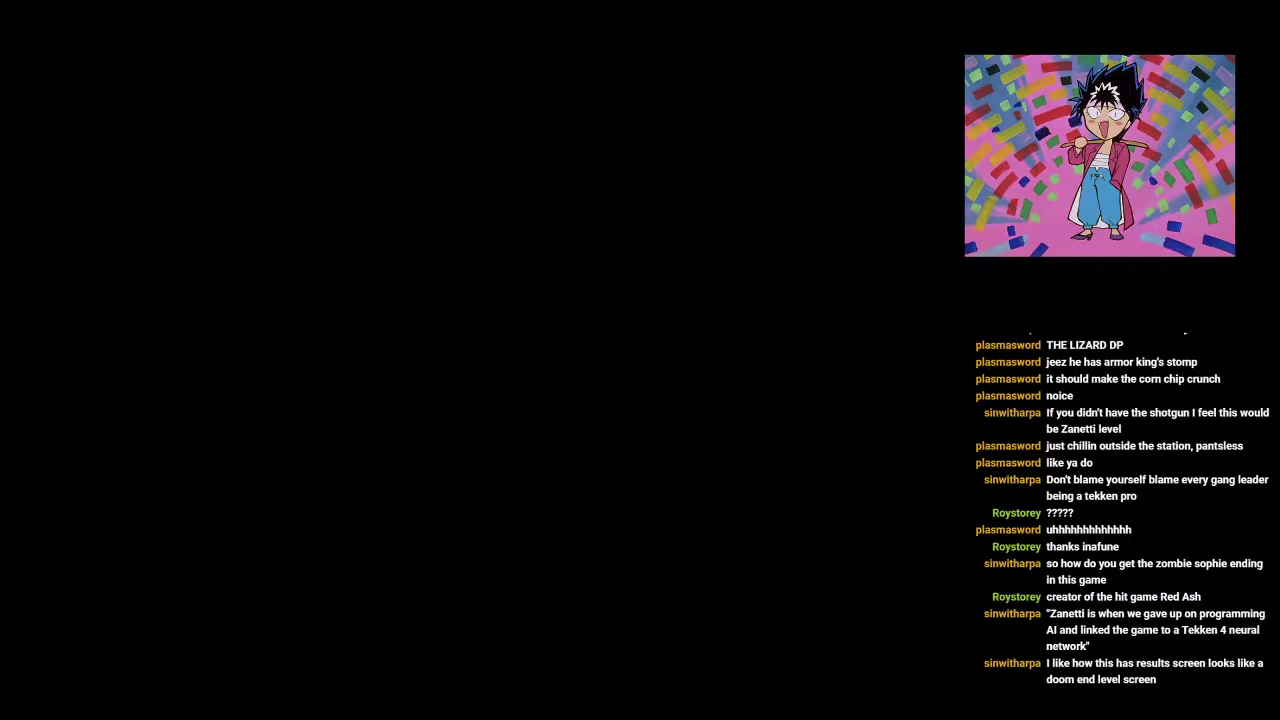 plasmasword THE LIZARD DP
plasmasword jeez he has armor king's stomp
plasmasword it should make the corn chip crunch
plasmasword noice
sinwitharpa If you didn't have the shotgun I feel this would
be Zanetti level
plasmasword just chillin outside the station, pantsless
plasmasword like ya do
sinwitharpa Don't blame yourself blame every gang leader
being a tekken pro
Roystorey ?????
plasmasword uhhhhhhhhhhhhh
Roystorey thanks inafune
sinwitharpa so how do you get the zombie sophie ending
in this game
Roystorey creator of the hit game Red Ash
sinwitharpa "Zanetti is when we gave up on programming
AI and linked the game to a Tekken 4 neural
network"
sinwitharpa I like how this has results screen looks like a
doom end level screen